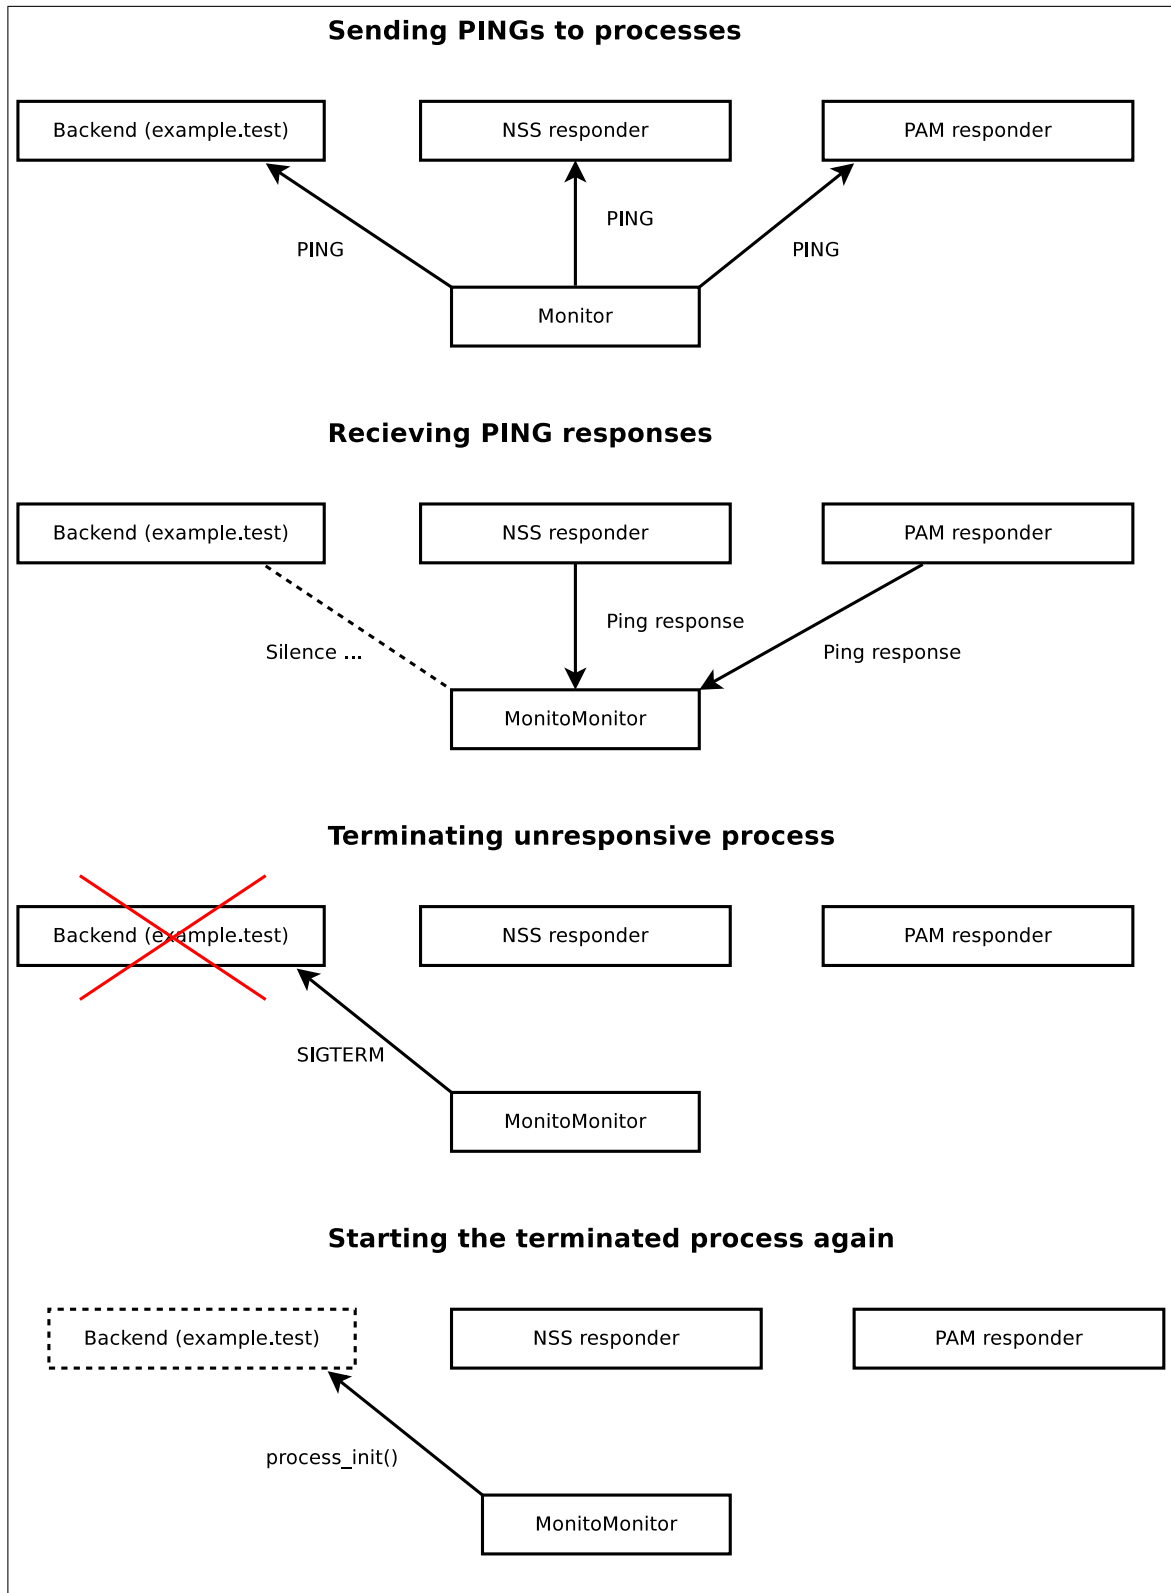 Sending PINGs to processes
Backend (example.test)
NSS responder
PAM responder
PING
PING
PING
Monitor
Recieving PING responses
Backend (example.test)
NSS responder
PAM responder
Silence ...
Ping response
Ping response
MonitoMonitor
Terminating unresponsive process
Backend (example.test)
NSS responder
PAM responder
SIGTERM
MonitoMonitor
Starting the terminated process again
Backend (example.test)
NSS responder
PAM responder
process_init()
MonitoMonitor